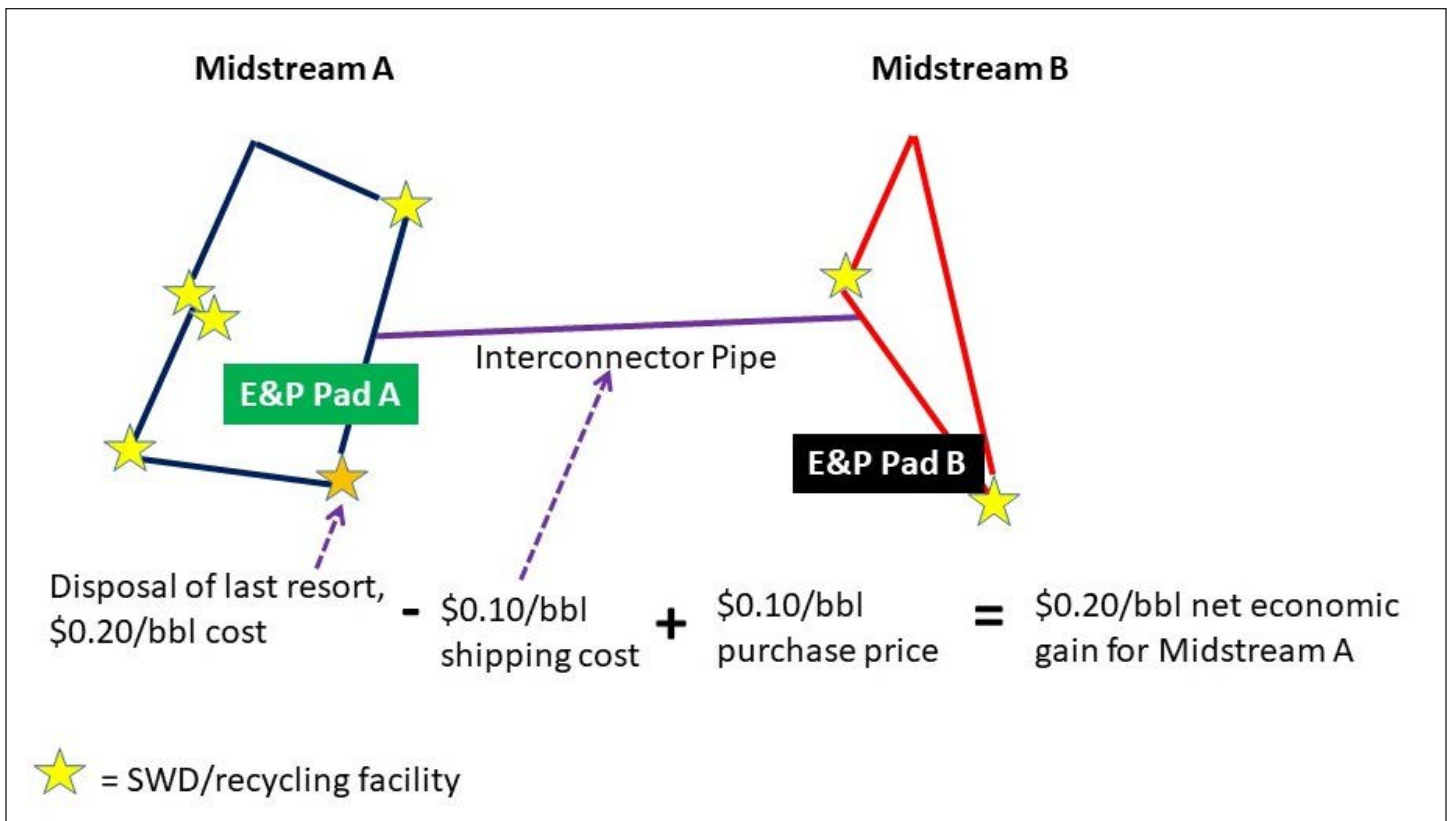 Midstream A
Midstream B
Interconnector Pipe
E&P Pad A
E&P Pad B
Disposal of last resort,
$0.20/bbl cost
-
$0.10/bbl
shipping cost
+
$0.10/bbl
purchase price
=
$0.20/bbl net economic
gain for Midstream A
= SWD/recycling facility